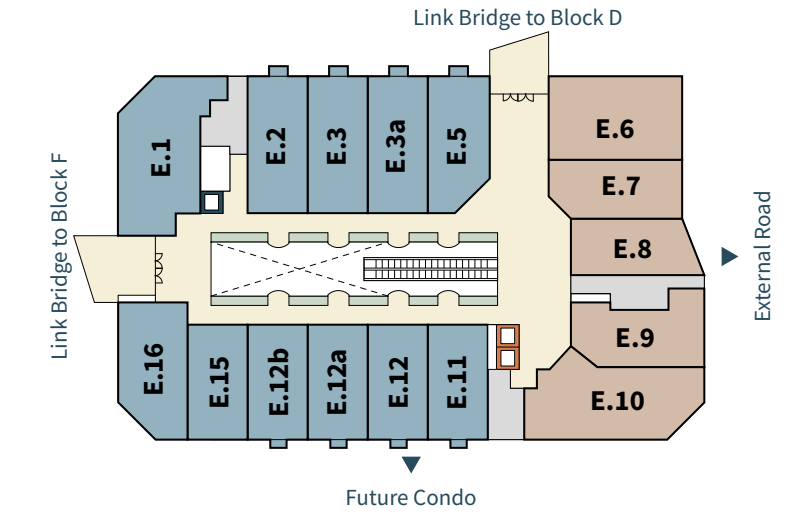 Link Bridge to Block D
E.1
E.2
E.3
E.3a
E.5
E.6
E.7
E.8
Link Bridge to Block F
External Road
E.9
E.10
E.16
E.15
E.12b
E.12a
E.12
E.11
Future Condo